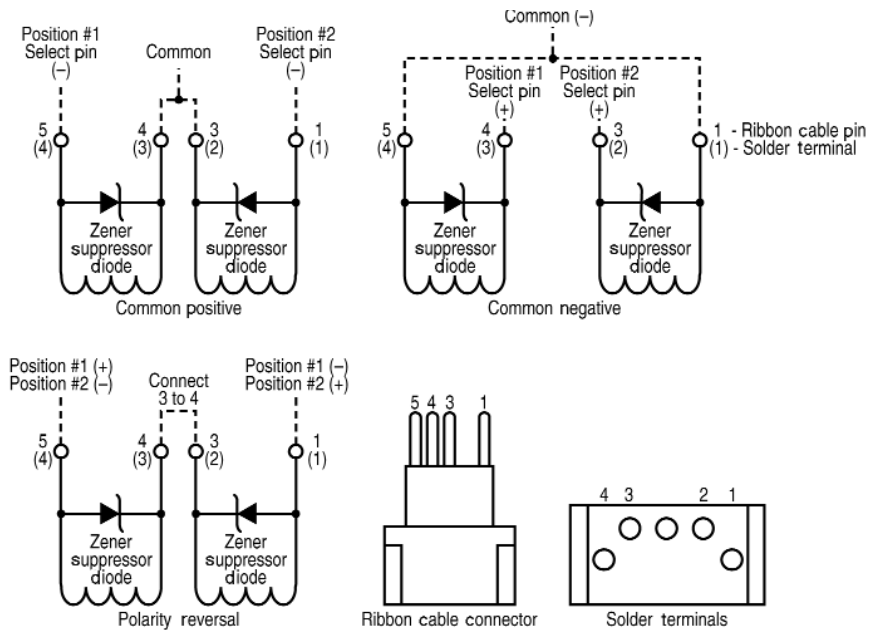 Position #1
Select pin
(–)
Common
Position #2
Select pin
(–)
5
(4)
4
(3)
3
(2)
1
(1)
Zener
suppressor
diode
Zener
suppressor
diode
Common positive
Common (–)
Position #1
Select pin
(+)
Position #2
Select pin
(+)
5
(4)
4
(3)
3
(2)
1 - Ribbon cable pin
(1) - Solder terminal
Zener
suppressor
diode
Zener
suppressor
diode
Common negative
Position #1 (+)
Position #2 (–)
Connect
3 to 4
Position #1 (–)
Position #2 (+)
5
(4)
4
(3)
3
(2)
1
(1)
Zener
suppressor
diode
Zener
suppressor
diode
Polarity reversal
5 4 3 1
Ribbon cable connector
4 3 2 1
Solder terminals